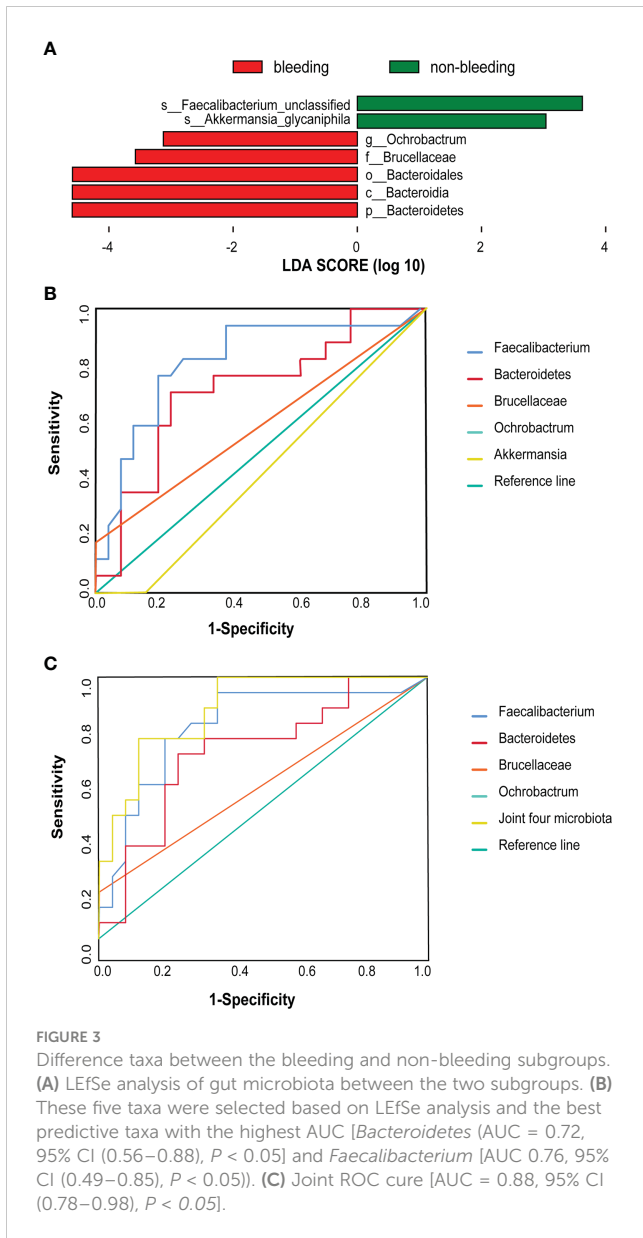 A
bleeding
non-bleeding
s__Faecalibacterium_unclassified
s__Akkermansia_glycaniphila
g__Ochrobactrum
f__Brucellaceae
o__Bacteroidales
c__Bacteroidia
p__Bacteroidetes
-4 -2 0 2 4
LDA SCORE (log 10)
B
Sensitivity
1.0
0.8
0.6
0.4
0.2
0.0
0.0 0.2 0.4 0.6 0.8 1.0
1-Specificity
Faecalibacterium
Bacteroidetes
Brucellaceae
Ochrobactrum
Akkermansia
Reference line
C
Sensitivity
1.0
0.8
0.6
0.4
0.2
0.0
0.0 0.2 0.4 0.6 0.8 1.0
1-Specificity
Faecalibacterium
Bacteroidetes
Brucellaceae
Ochrobactrum
Joint four microbiota
Reference line
FIGURE 3
Difference taxa between the bleeding and non-bleeding subgroups.
(A) LEfSe analysis of gut microbiota between the two subgroups. (B)
These five taxa were selected based on LEfSe analysis and the best
predictive taxa with the highest AUC [Bacteroidetes (AUC = 0.72,
95% CI (0.56–0.88), P < 0.05] and Faecalibacterium [AUC 0.76, 95%
CI (0.49–0.85), P < 0.05)). (C) Joint ROC cure [AUC = 0.88, 95% CI
(0.78–0.98), P < 0.05].